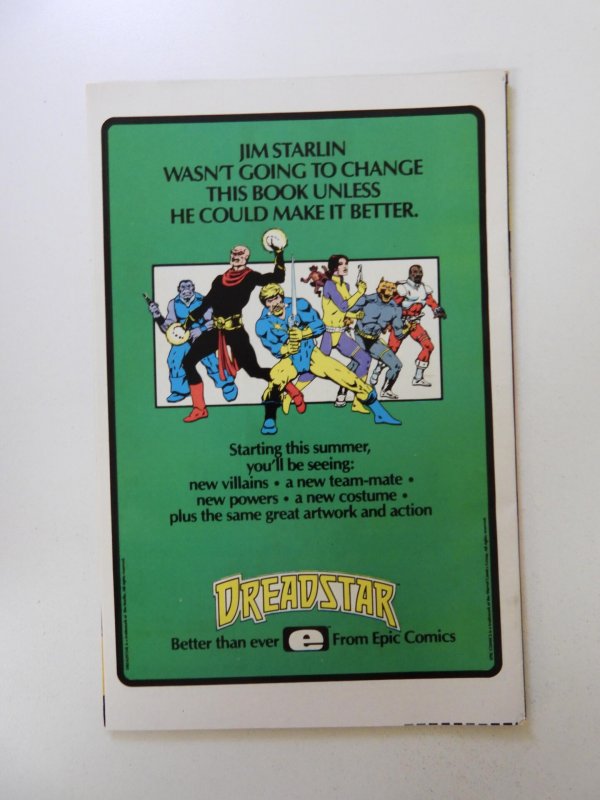 JIM STARLIN
WASN'T GOING TO CHANGE
THIS BOOK UNLESS
HE COULD MAKE IT BETTER.
Starting this summer,
you'll be seeing:
new villains • a new team-mate •
new powers • a new costume •
plus the same great artwork and action
DREADSTAR
Better than ever e From Epic Comics